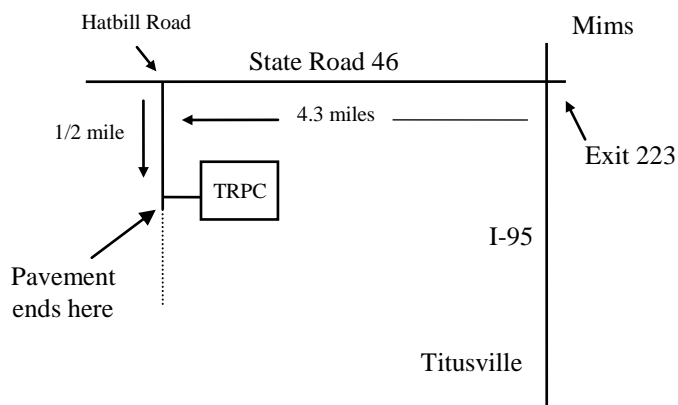 Hatbill Road
Mims
State Road 46
4.3 miles
1/2 mile
Exit 223
TRPC
I-95
Pavement
ends here
Titusville